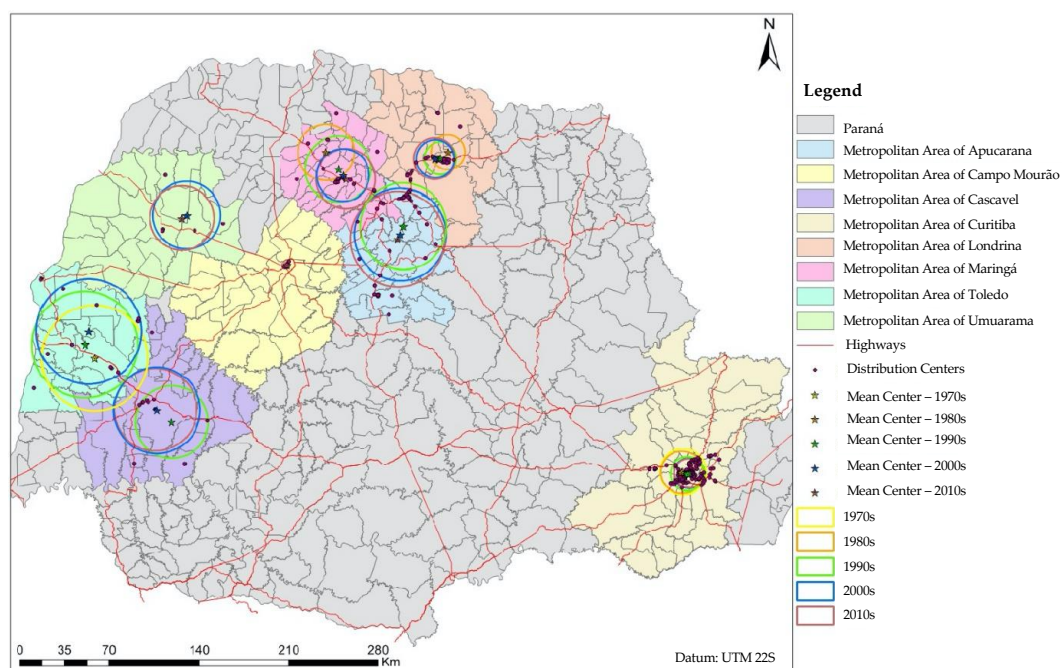 N
Legend
Paraná
Metropolitan Area of Apucarana
Metropolitan Area of Campo Mourão
Metropolitan Area of Cascavel
Metropolitan Area of Curitiba
Metropolitan Area of Londrina
Metropolitan Area of Maringá
Metropolitan Area of Toledo
Metropolitan Area of Umuarama
Highways
Distribution Centers
Mean Center – 1970s
Mean Center – 1980s
Mean Center – 1990s
Mean Center – 2000s
Mean Center – 2010s
1970s
1980s
1990s
2000s
2010s
0 35 70 140 210 280
Km
Datum: UTM 22S